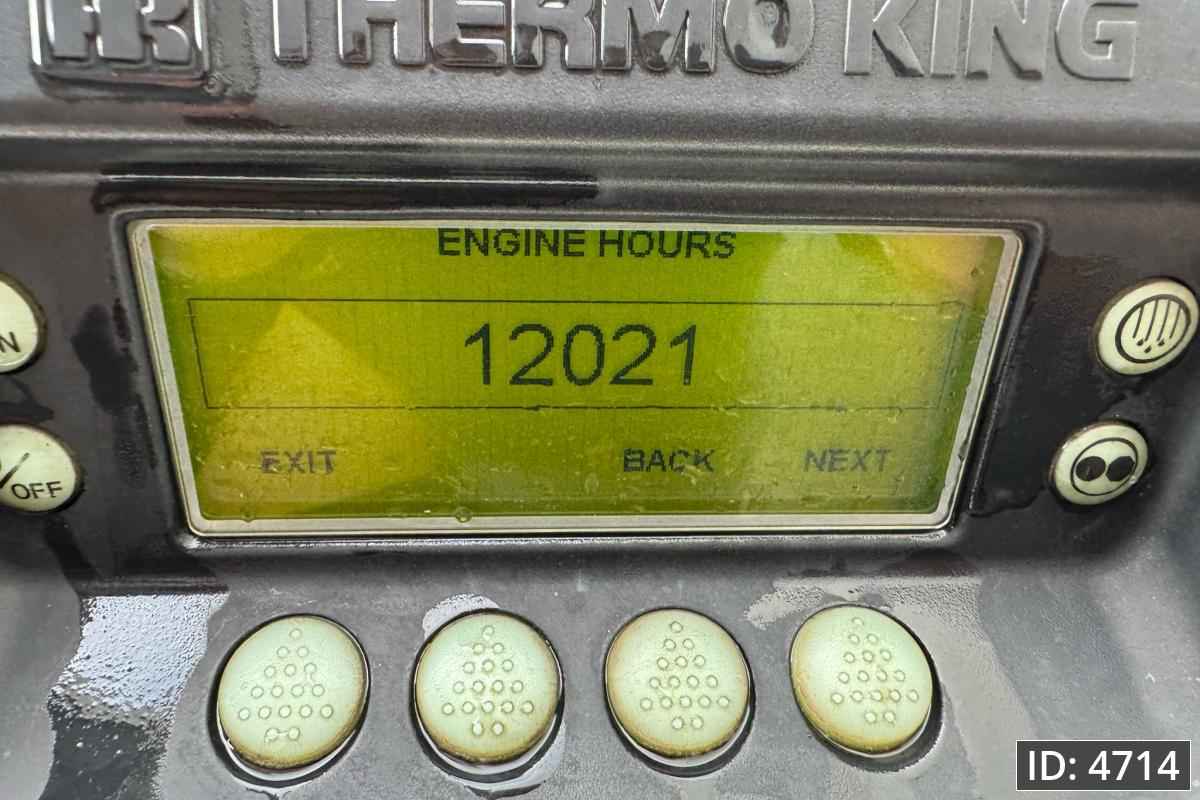 THERMO KING
ENGINE HOURS
12021
EXIT BACK NEXT
OFF
ID: 4714